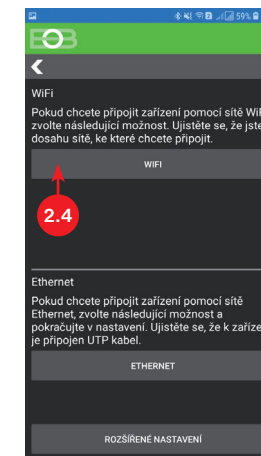 59%
EOB
WiFi
Pokud chcete připojit zařízení pomocí sítě WiF
zvolte následující možnost. Ujistěte se, že jste
dosahu sítě, ke které chcete připojit.
WIFI
2.4
Ethernet
Pokud chcete připojit zařízení pomocí sítě
Ethernet, zvolte následující možnost a
pokračujte v nastavení. Ujistěte se, že k zaříze
je připojen UTP kabel.
ETHERNET
ROZŠÍŘENÉ NASTAVENÍ